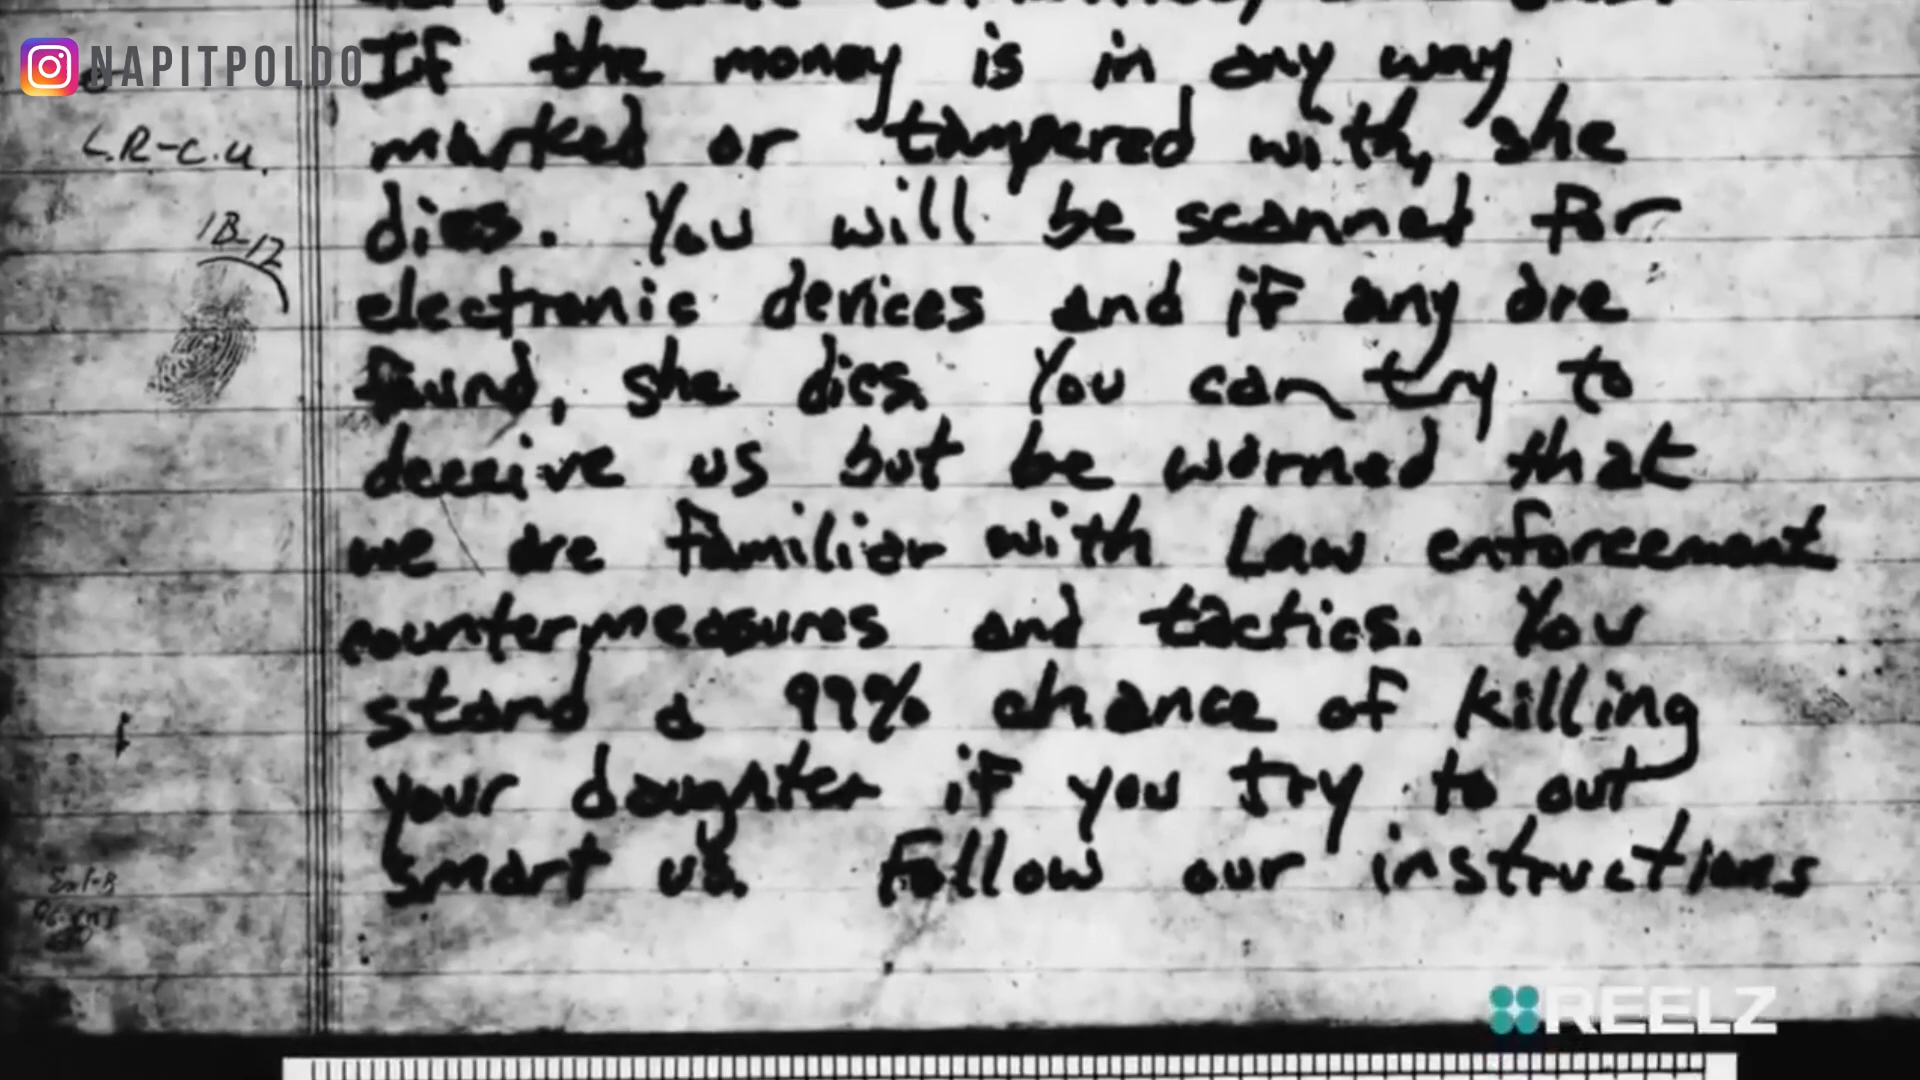 NAPITPOLDO
If the money is in any way
L.R-C.U.
marked or tampered with, she
1B-12
dies. You will be scanned for
electronic devices and if any are
found, she dies. You can try to
deceive us but be warned that
we are familiar with Law enforcement
countermeasures and tactics. You
stand a 99% chance of killing
your daughter if you try to out
smart us. Follow our instructions
REELZ